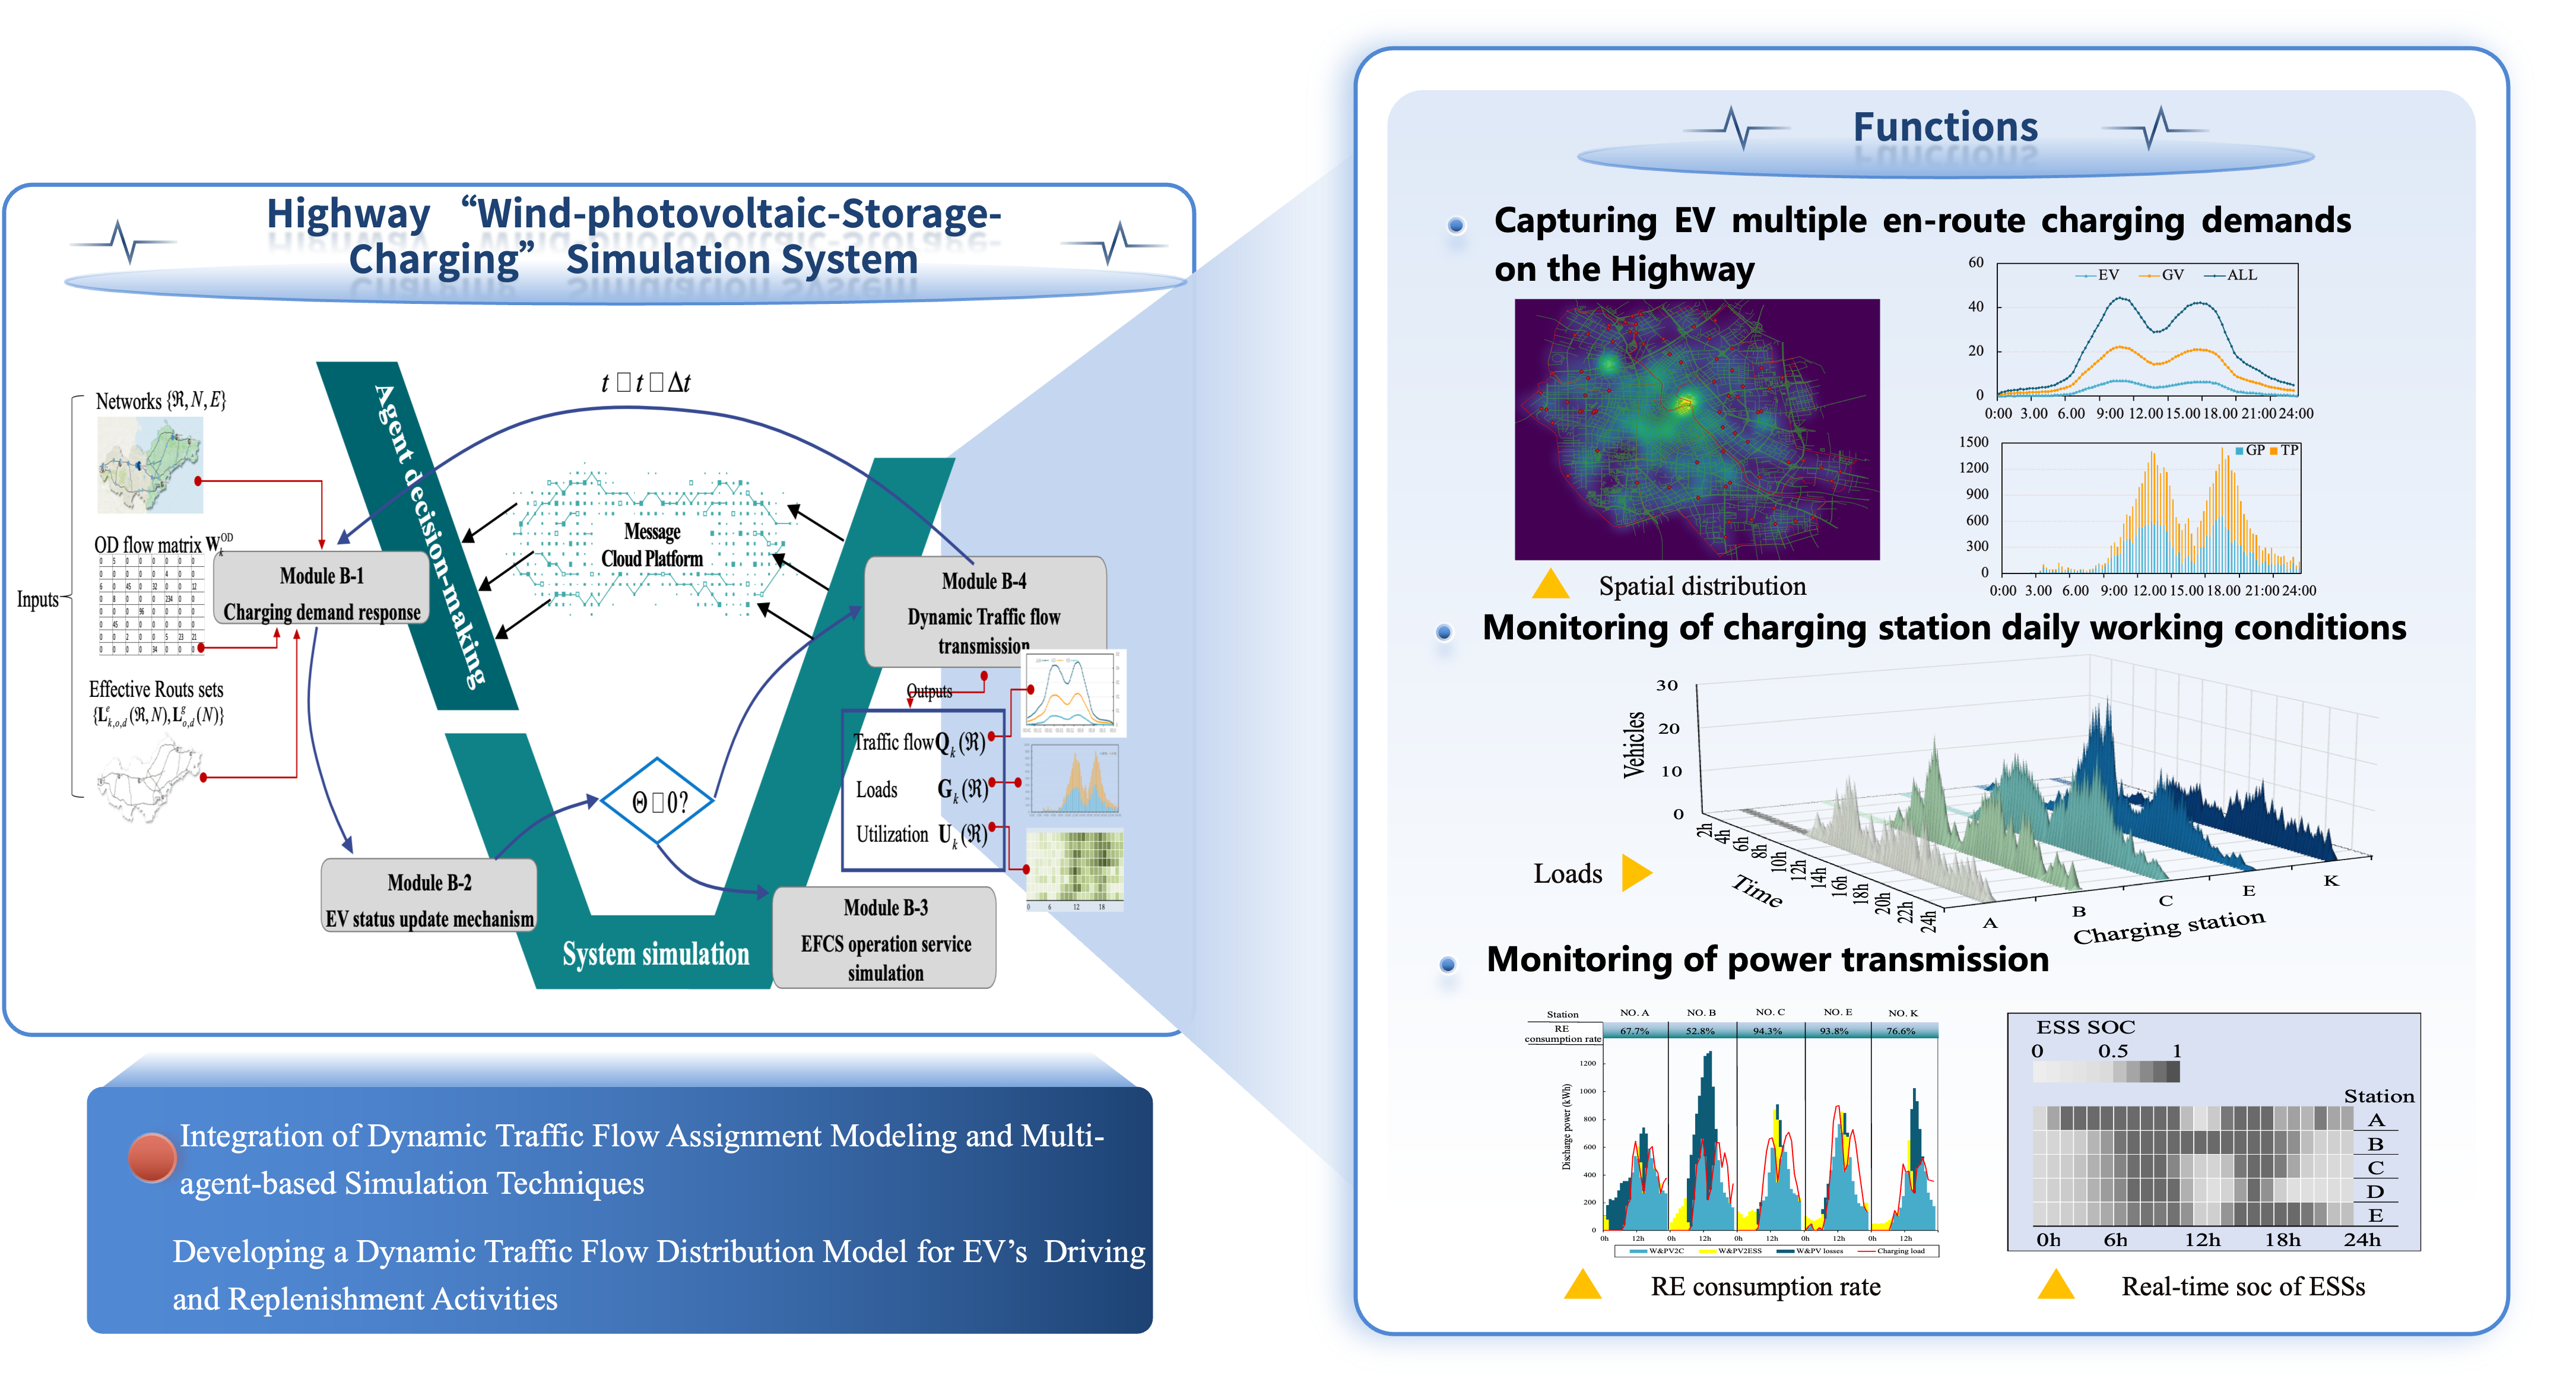 Highway “Wind-photovoltaic-Storage-
Charging” Simulation System
Inputs
Networks {ℜ, N, E}
OD flow matrix W_k^OD
Effective Routs sets
{L^e_k,o,d (ℜ, N), L^g_o,d (N)}
Agent decision-making
t □ t □ Δt
Message
Cloud Platform
Module B-1
Charging demand response
Module B-2
EV status update mechanism
Θ □ 0?
System simulation
Module B-3
EFCS operation service
simulation
Module B-4
Dynamic Traffic flow
transmission
Outputs
Traffic flow Q_k (ℜ)
Loads G_k (ℜ)
Utilization U_k (ℜ)
0 6 12 18
Integration of Dynamic Traffic Flow Assignment Modeling and Multi-
agent-based Simulation Techniques
Developing a Dynamic Traffic Flow Distribution Model for EV’s Driving
and Replenishment Activities
Functions
Capturing EV multiple en-route charging demands
on the Highway
Spatial distribution
EV GV ALL
60
40
20
0
0:00 3.00 6.00 9:00 12.00 15.00 18.00 21:00 24:00
GP TP
1500
1200
900
600
300
0
0:00 3.00 6.00 9:00 12.00 15.00 18.00 21:00 24:00
Monitoring of charging station daily working conditions
Loads
Vehicles
30
20
10
0
2h 4h 6h 8h 10h 12h 14h 16h 18h 20h 22h 24h
Time
A B C E K
Charging station
Monitoring of power transmission
Station NO. A NO. B NO. C NO. E NO. K
RE
consumption rate 67.7% 52.8% 94.3% 93.8% 76.6%
Discharge power (kWh)
1200
1000
800
600
400
200
0
0h 12h 0h 12h 0h 12h 0h 12h 0h 12h
W&PV2C W&PV2ESS W&PV losses Charging load
RE consumption rate
ESS SOC
0 0.5 1
Station
A
B
C
D
E
0h 6h 12h 18h 24h
Real-time soc of ESSs